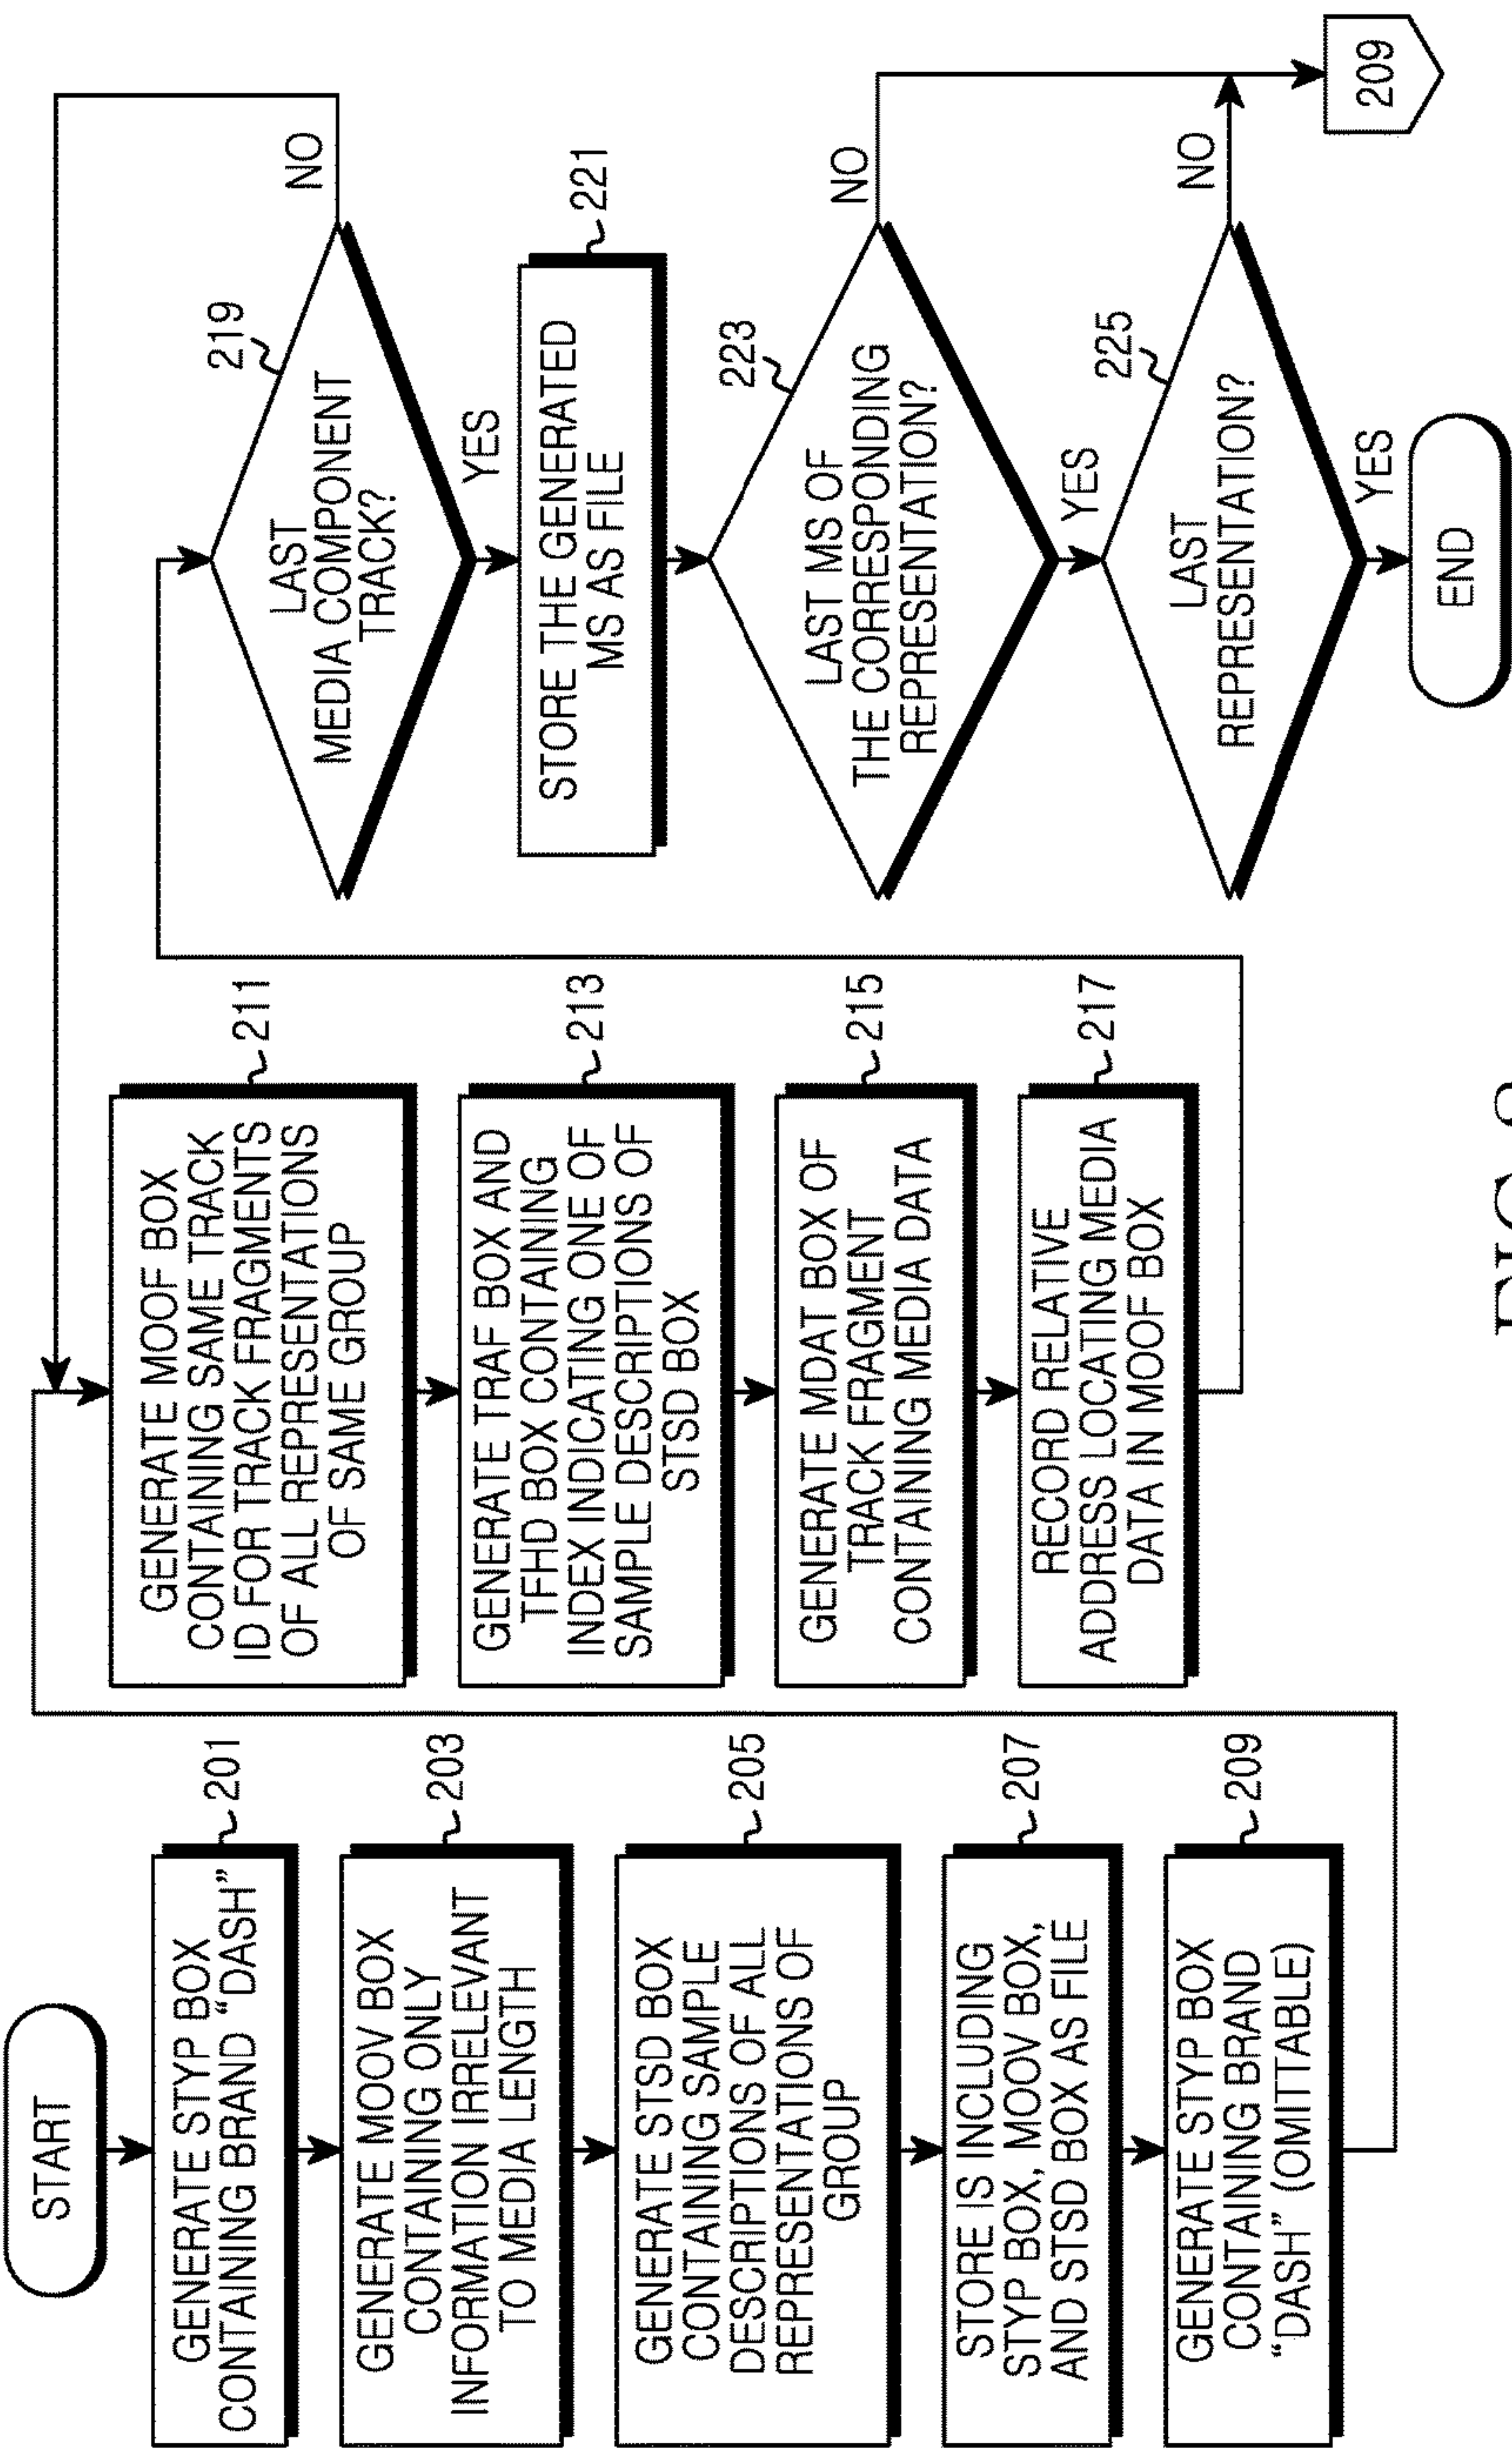 START
GENERATE STYP BOX
CONTAINING BRAND “DASH”
201
GENERATE MOOV BOX
CONTAINING ONLY
INFORMATION IRRELEVANT
TO MEDIA LENGTH
203
GENERATE STSD BOX
CONTAINING SAMPLE
DESCRIPTIONS OF ALL
REPRESENTATIONS OF
GROUP
205
STORE IS INCLUDING
STYP BOX, MOOV BOX,
AND STSD BOX AS FILE
207
GENERATE STYP BOX
CONTAINING BRAND
“DASH” (OMITTABLE)
209
GENERATE MOOF BOX
CONTAINING SAME TRACK
ID FOR TRACK FRAGMENTS
OF ALL REPRESENTATIONS
OF SAME GROUP
211
GENERATE TRAF BOX AND
TFHD BOX CONTAINING
INDEX INDICATING ONE OF
SAMPLE DESCRIPTIONS OF
STSD BOX
213
GENERATE MDAT BOX OF
TRACK FRAGMENT
CONTAINING MEDIA DATA
215
RECORD RELATIVE
ADDRESS LOCATING MEDIA
DATA IN MOOF BOX
217
LAST
MEDIA COMPONENT
TRACK?
219
NO
YES
STORE THE GENERATED
MS AS FILE
221
LAST MS OF
THE CORRESPONDING
REPRESENTATION?
223
NO
YES
LAST
REPRESENTATION?
225
NO
YES
209
END